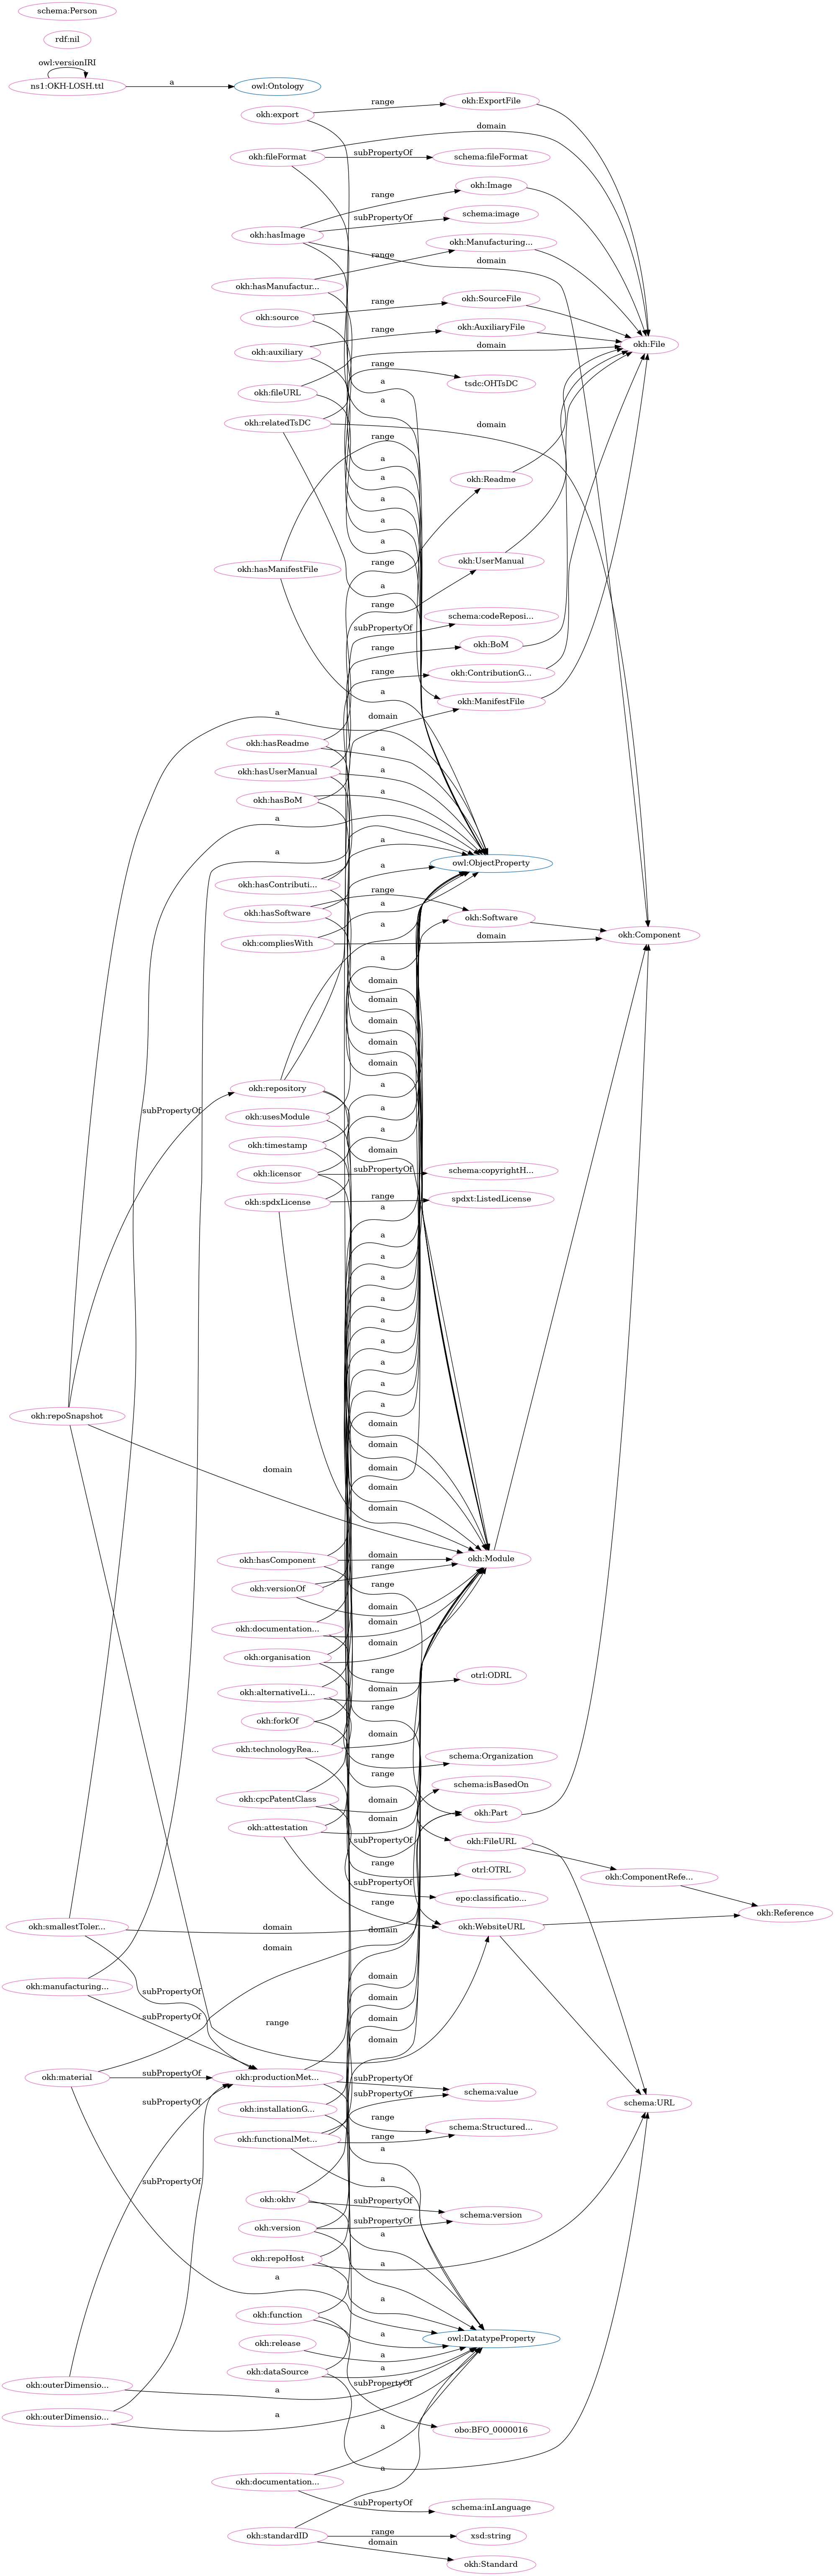 schema:Person
rdf:nil
owl:versionIRI
ns1:OKH-LOSH.ttl
a
owl:Ontology
okh:export
range
okh:ExportFile
domain
okh:fileFormat
subPropertyOf
schema:fileFormat
range
okh:Image
okh:hasImage
subPropertyOf
schema:image
okh:Manufacturing...
range
domain
okh:hasManufactur...
okh:source
range
okh:SourceFile
okh:auxiliary
range
okh:AuxiliaryFile
domain
okh:File
range
tsdc:OHTsDC
a
okh:fileURL
a
okh:relatedTsDC
domain
range
a
a
okh:Readme
a
a
a
range
okh:UserManual
okh:hasManifestFile
a
range
schema:codeReposi...
subPropertyOf
range
okh:BoM
range
okh:ContributionG...
a
okh:ManifestFile
a
domain
okh:hasReadme
a
okh:hasUserManual
a
okh:hasBoM
a
a
a
a
owl:ObjectProperty
a
okh:hasContributi...
range
okh:hasSoftware
a
okh:Software
a
okh:compliesWith
domain
okh:Component
a
domain
domain
domain
domain
domain
okh:repository
a
subPropertyOf
a
okh:usesModule
a
okh:timestamp
domain
okh:licensor
subPropertyOf
schema:copyrightH...
okh:spdxLicense
range
spdxt:ListedLicense
a
a
a
a
a
a
a
a
a
a
okh:repoSnapshot
domain
domain
domain
domain
domain
domain
okh:hasComponent
domain
okh:Module
range
range
okh:versionOf
domain
okh:documentation...
domain
okh:organisation
domain
range
otrl:ODRL
okh:alternativeLi...
domain
range
okh:forkOf
domain
okh:technologyRea...
range
schema:Organization
range
schema:isBasedOn
okh:cpcPatentClass
domain
okh:Part
okh:attestation
domain
subPropertyOf
okh:FileURL
range
otrl:OTRL
okh:ComponentRefe...
subPropertyOf
epo:classificatio...
range
okh:Reference
okh:smallestToler...
domain
domain
okh:WebsiteURL
domain
okh:manufacturing...
subPropertyOf
domain
domain
subPropertyOf
range
domain
domain
okh:material
subPropertyOf
okh:productionMet...
subPropertyOf
schema:value
subPropertyOf
subPropertyOf
okh:installationG...
schema:URL
range
schema:Structured...
okh:functionalMet...
range
a
subPropertyOf
a
okh:okhv
subPropertyOf
schema:version
okh:version
subPropertyOf
a
okh:repoHost
a
a
a
okh:function
a
owl:DatatypeProperty
okh:release
a
okh:dataSource
a
subPropertyOf
okh:outerDimensio...
a
okh:outerDimensio...
a
a
obo:BFO_0000016
a
okh:documentation...
subPropertyOf
schema:inLanguage
okh:standardID
range
xsd:string
domain
okh:Standard